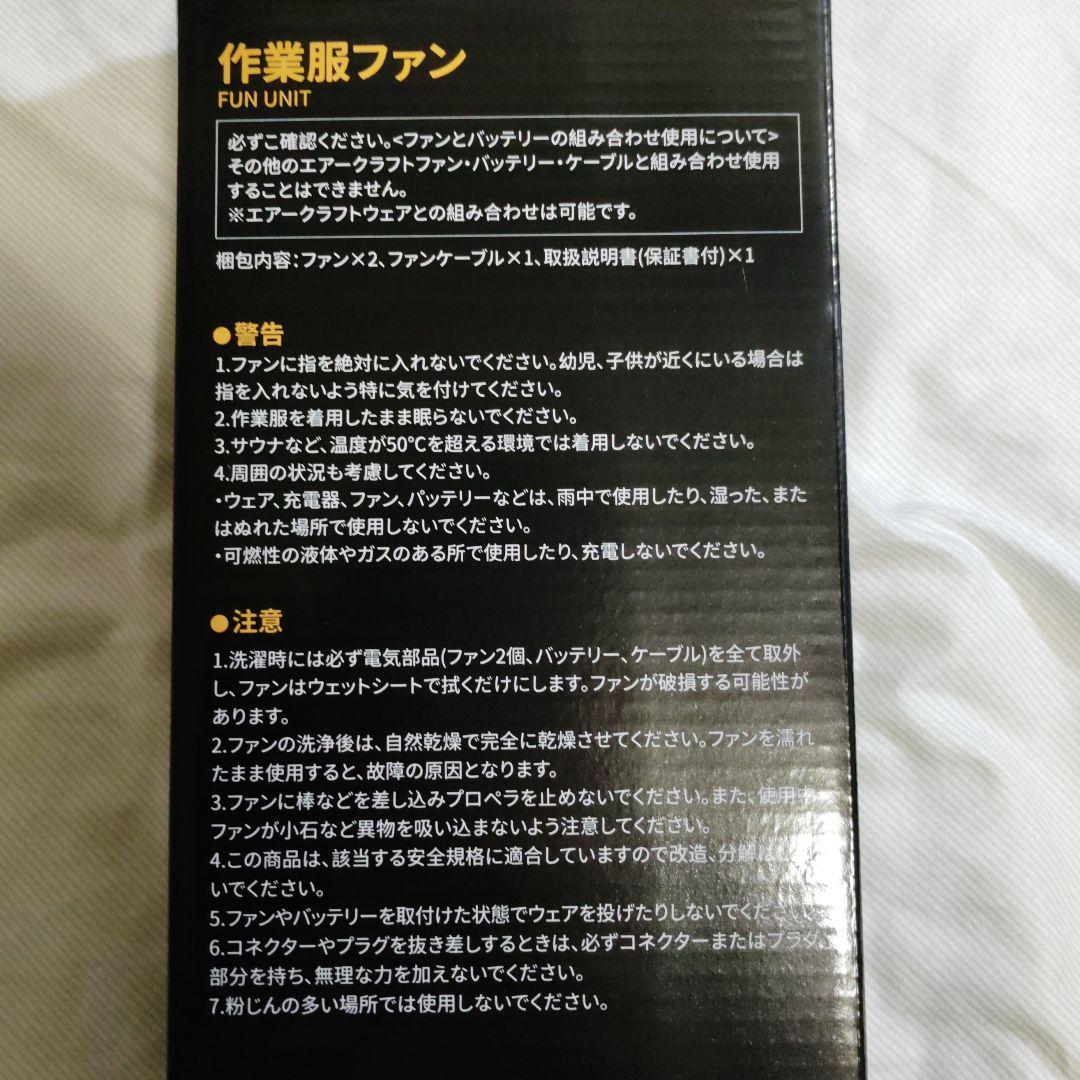 作業服ファン
FUN UNIT
必ずご確認ください。<ファンとバッテリーの組み合わせ使用について>
その他のエアークラフトファン・バッテリー・ケーブルと組み合わせ使用
することはできません。
※エアークラフトウェアとの組み合わせは可能です。
梱包内容:ファン×2、ファンケーブル×1、取扱説明書(保証書付)×1
●警告
1.ファンに指を絶対に入れないでください。幼児、子供が近くにいる場合は
指を入れないよう特に気を付けてください。
2.作業服を着用したまま眠らないでください。
3.サウナなど、温度が50℃を超える環境では着用しないでください。
4.周囲の状況も考慮してください。
・ウェア、充電器、ファン、バッテリーなどは、雨中で使用したり、湿った、また
はぬれた場所で使用しないでください。
・可燃性の液体やガスのある所で使用したり、充電しないでください。
●注意
1.洗濯時には必ず電気部品(ファン2個、バッテリー、ケーブル)を全て取外
し、ファンはウェットシートで拭くだけにします。ファンが破損する可能性が
あります。
2.ファンの洗浄後は、自然乾燥で完全に乾燥させてください。ファンを濡れ
たまま使用すると、故障の原因となります。
3.ファンに棒などを差し込みプロペラを止めないでください。また、使用中
ファンが小石など異物を吸い込まないよう注意してください。
4.この商品は、該当する安全規格に適合していますので改造、分解は
いでください。
5.ファンやバッテリーを取付けた状態でウェアを投げたりしないでくだ
6.コネクターやプラグを抜き差しするときは、必ずコネクターまたはプラグ
部分を持ち、無理な力を加えないでください。
7.粉じんの多い場所では使用しないでください。